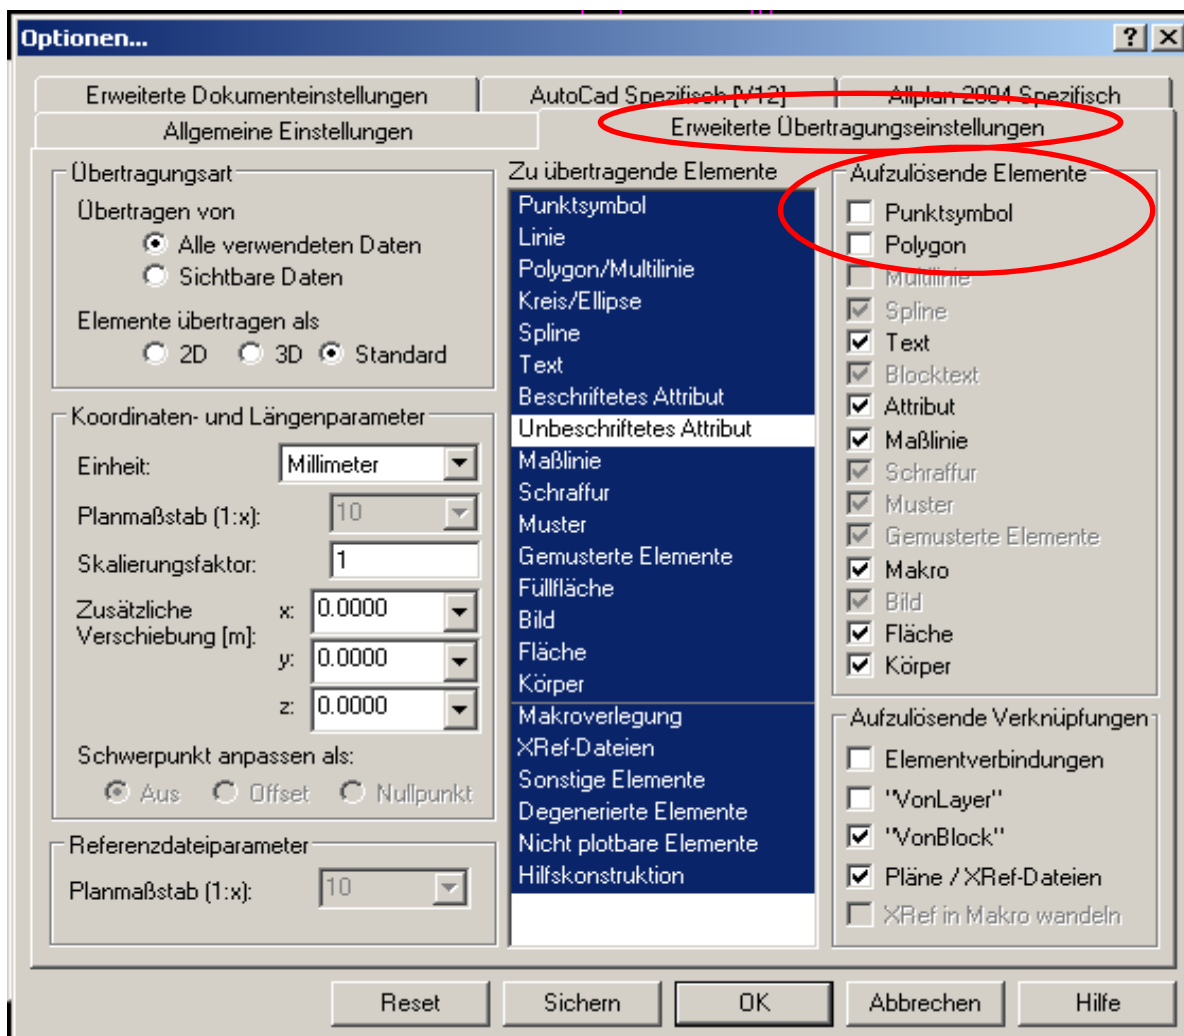 Optionen...
Erweiterte Dokumenteinstellungen
AutoCad Spezifisch [V12]
Allplan 2004 Spezifisch
Allgemeine Einstellungen
Erweiterte Übertragungseinstellungen
Übertragungsart
Übertragen von
Alle verwendeten Daten
Sichtbare Daten
Elemente übertragen als
2D 3D Standard
Koordinaten- und Längenparameter
Einheit: Millimeter
Planmaßstab (1:x): 10
Skalierungsfaktor: 1
Zusätzliche x: 0.0000
Verschiebung [m]:
y: 0.0000
z: 0.0000
Schwerpunkt anpassen als:
Aus Offset Nullpunkt
Referenzdateiparameter
Planmaßstab (1:x): 10
Zu übertragende Elemente
Punktsymbol
Linie
Polygon/Multilinie
Kreis/Ellipse
Spline
Text
Beschriftetes Attribut
Unbeschriftetes Attribut
Maßlinie
Schraffur
Muster
Gemusterte Elemente
Füllfläche
Bild
Fläche
Körper
Makroverlegung
XRef-Dateien
Sonstige Elemente
Degenerierte Elemente
Nicht plotbare Elemente
Hilfskonstruktion
Aufzulösende Elemente
Punktsymbol
Polygon
Multilinie
Spline
Text
Blocktext
Attribut
Maßlinie
Schraffur
Muster
Gemusterte Elemente
Makro
Bild
Fläche
Körper
Aufzulösende Verknüpfungen
Elementverbindungen
"VonLayer"
"VonBlock"
Pläne / XRef-Dateien
XRef in Makro wandeln
Reset Sichern OK Abbrechen Hilfe